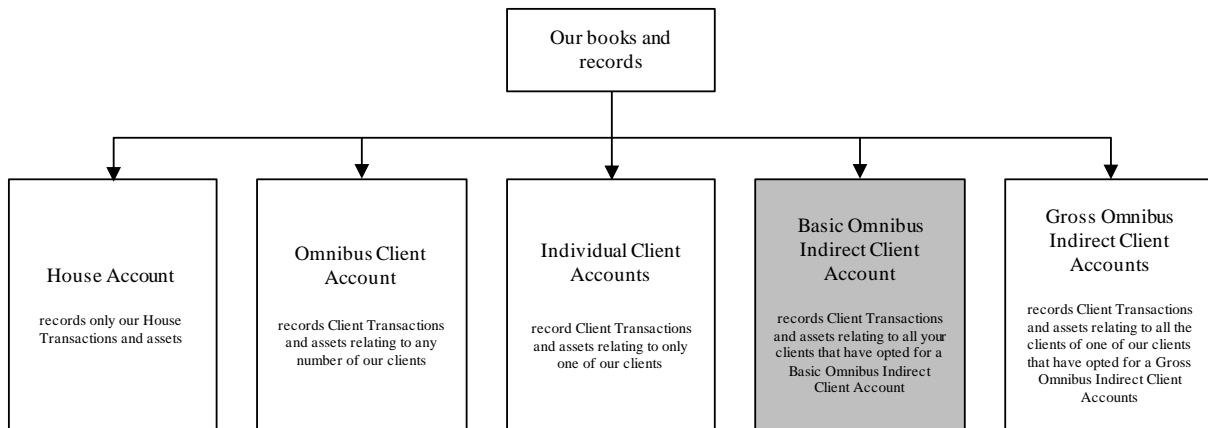 Our books and
records
House Account
records only our House
Transactions and assets
Omnibus Client
Account
records Client Transactions
and assets relating to any
number of our clients
Individual Client
Accounts
record Client Transactions
and assets relating to only
one of our clients
Basic Omnibus
Indirect Client
Account
records Client Transactions
and assets relating to all your
clients that have opted for a
Basic Omnibus Indirect
Client Account
Gross Omnibus
Indirect Client
Accounts
records Client Transactions
and assets relating to all the
clients of one of our clients
that have opted for a Gross
Omnibus Indirect Client
Accounts